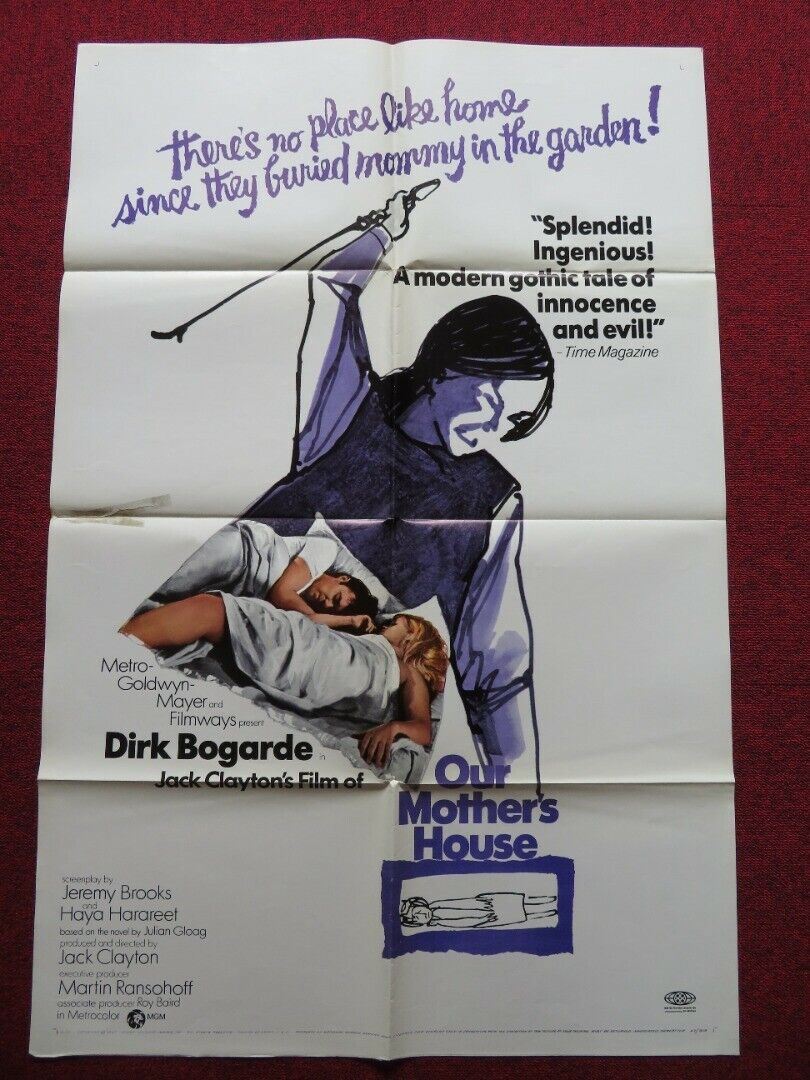 there's no place like home
since they buried mommy in the garden!
"Splendid!
Ingenious!
A modern gothic tale of
innocence
and evil!"
–Time Magazine
Metro-
Goldwyn-
Mayer and
Filmways present
Dirk Bogarde in
Jack Clayton's Film of
Our
Mother's
House
screenplay by
Jeremy Brooks
and
Haya Harareet
based on the novel by Julian Gloag
produced and directed by
Jack Clayton
executive producer
Martin Ransohoff
associate producer Roy Baird
in Metrocolor
MGM